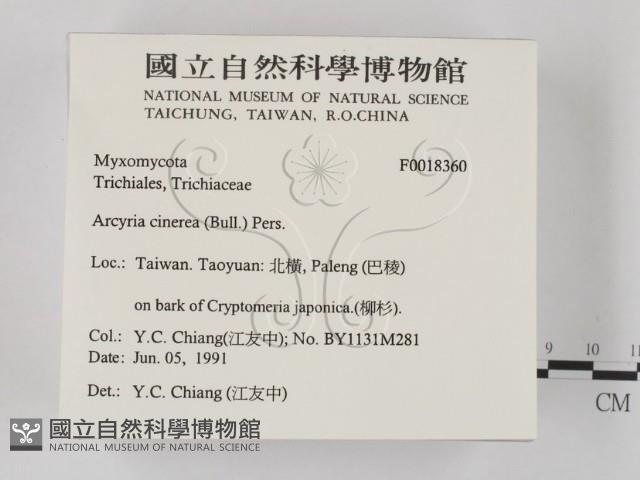 國立自然科學博物館
NATIONAL MUSEUM OF NATURAL SCIENCE
TAICHUNG, TAIWAN, R.O.CHINA
Myxomycota F0018360
Trichiales, Trichiaceae
Arcyria cinerea (Bull.) Pers.
Loc.: Taiwan. Taoyuan: 北橫, Paleng (巴稜)
on bark of Cryptomeria japonica.(柳杉).
Col.: Y.C. Chiang(江友中); No. BY1131M281
Date: Jun. 05, 1991
Det.: Y.C. Chiang (江友中)
9 10 11
CM
國立自然科學博物館
NATIONAL MUSEUM OF NATURAL SCIENCE